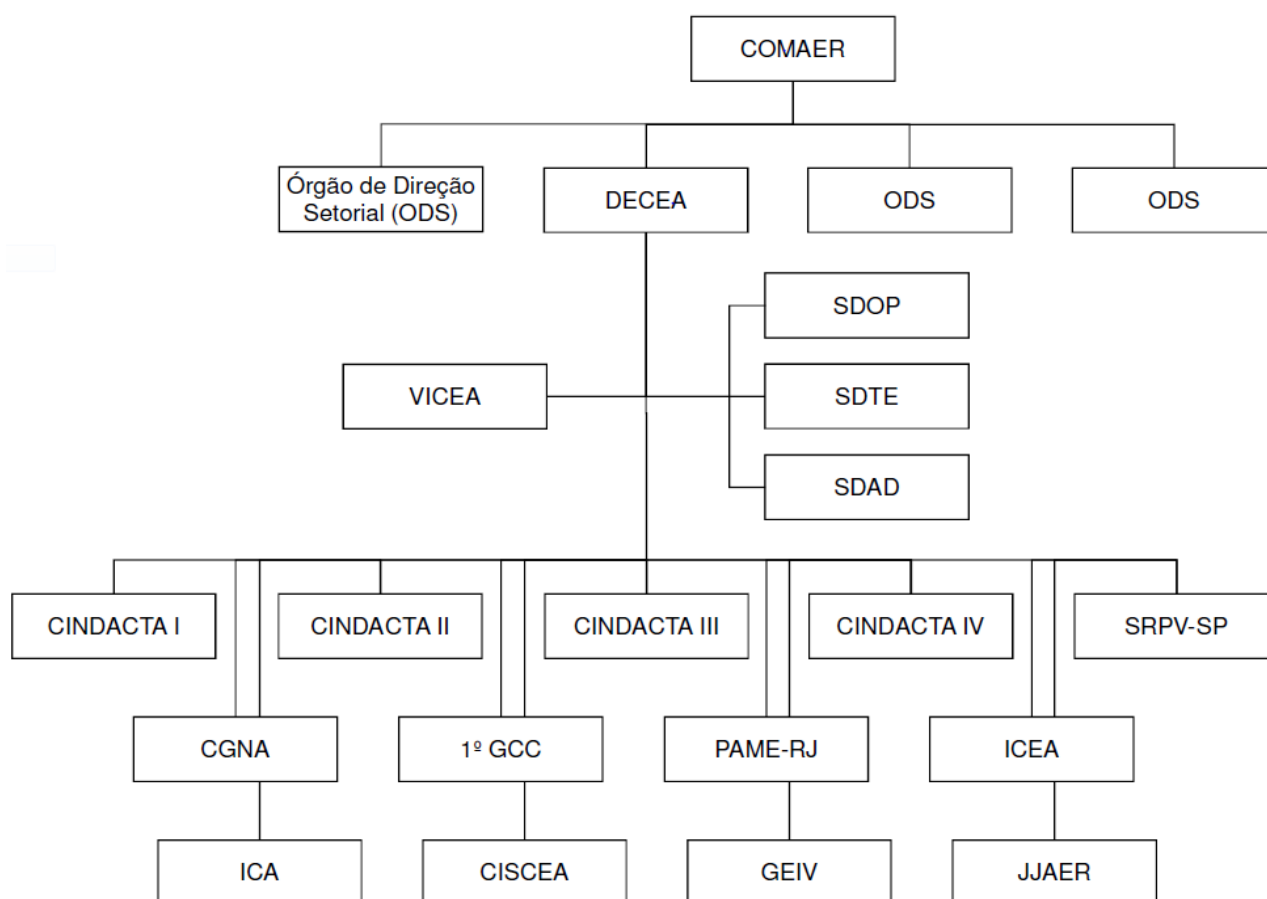 COMAER
Órgão de Direção
Setorial (ODS)
DECEA
ODS
ODS
SDOP
VICEA
SDTE
SDAD
CINDACTA I
CINDACTA II
CINDACTA III
CINDACTA IV
SRPV-SP
CGNA
1º GCC
PAME-RJ
ICEA
ICA
CISCEA
GEIV
JJAER